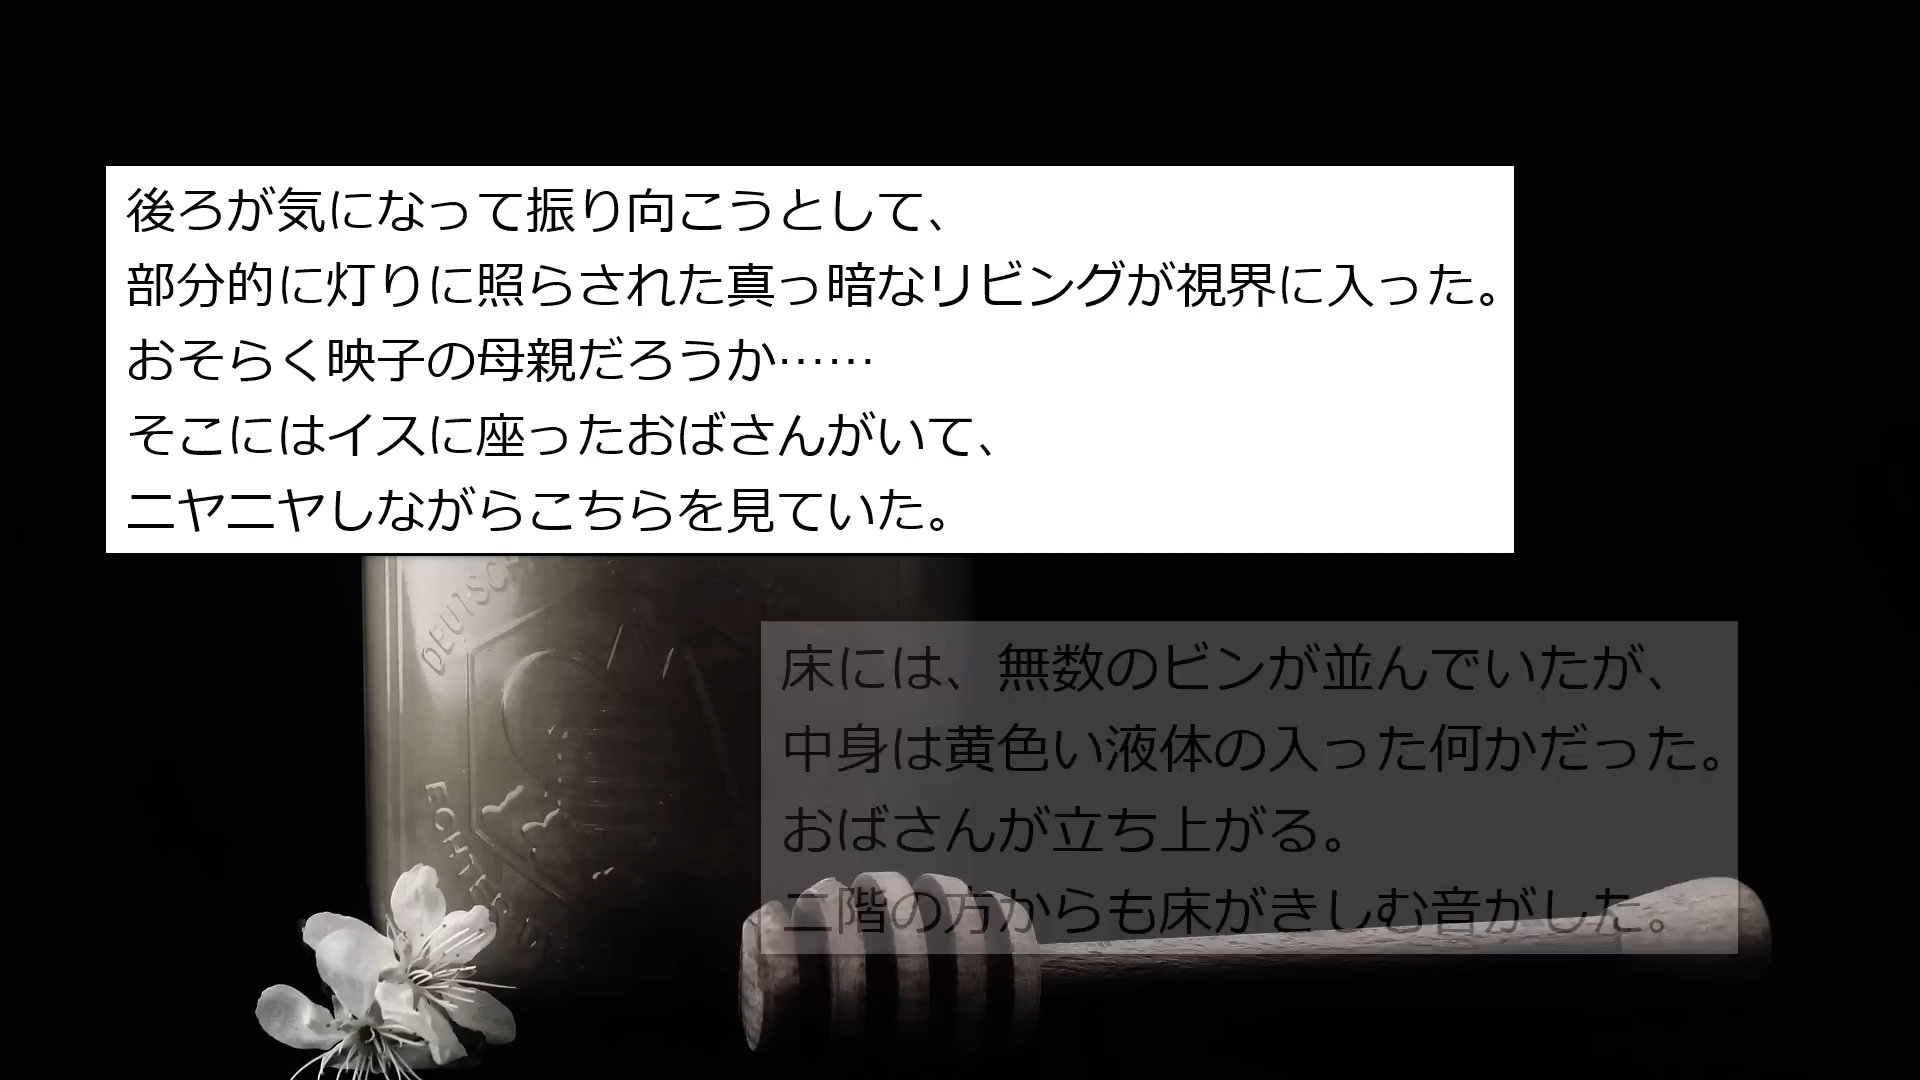 後ろが気になって振り向こうとして、
部分的に灯りに照らされた真っ暗なリビングが視界に入った。
おそらく映子の母親だろうか……
そこにはイスに座ったおばさんがいて、
ニヤニヤしながらこちらを見ていた。
DEUTSCH
床には、無数のビンが並んでいたが、
中身は黄色い液体の入った何かだった。
おばさんが立ち上がる。
二階の方からも床がきしむ音がした。
ECHTER